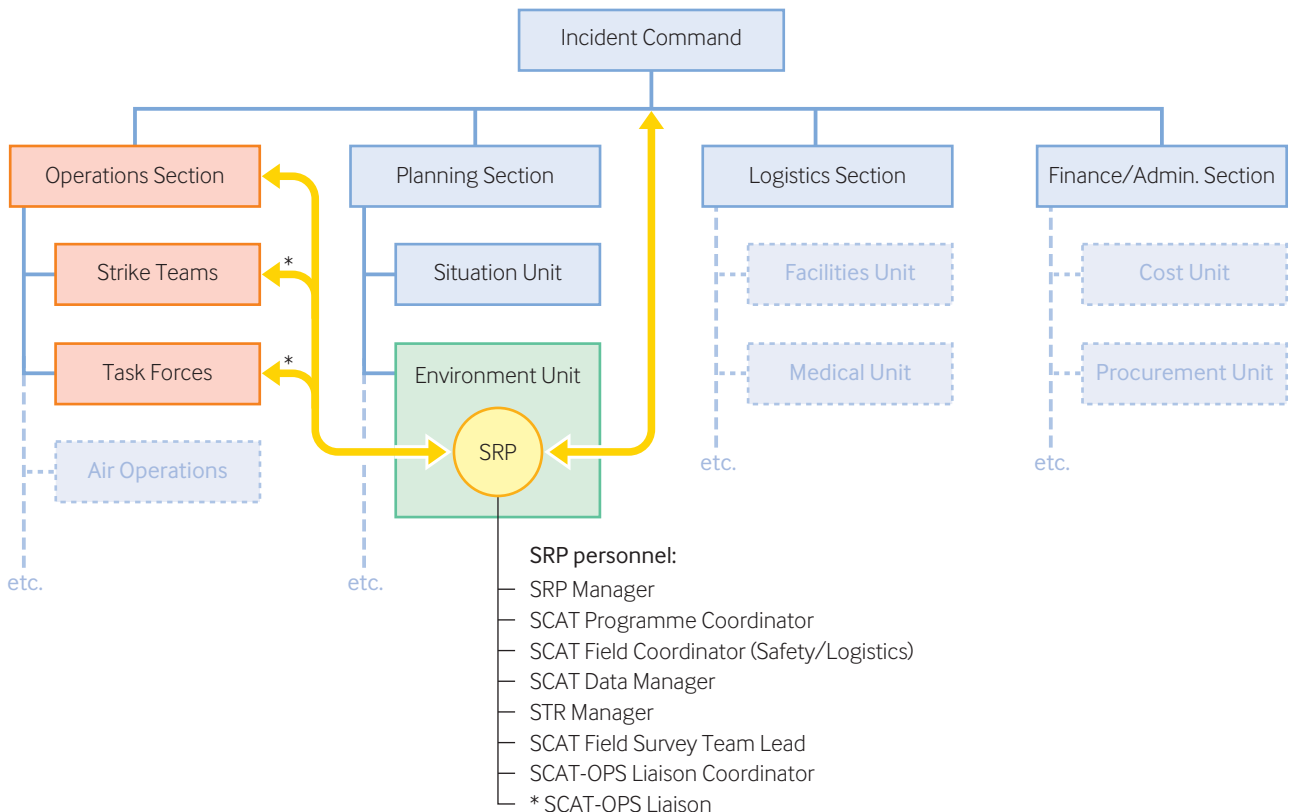 Incident Command
Operations Section
Planning Section
Logistics Section
Finance/Admin. Section
Strike Teams
*
Situation Unit
Facilities Unit
Cost Unit
Task Forces
*
Environment Unit
Medical Unit
Procurement Unit
Air Operations
SRP
etc.
etc.
etc.
etc.
SRP personnel:
SRP Manager
SCAT Programme Coordinator
SCAT Field Coordinator (Safety/Logistics)
SCAT Data Manager
STR Manager
SCAT Field Survey Team Lead
SCAT-OPS Liaison Coordinator
* SCAT-OPS Liaison